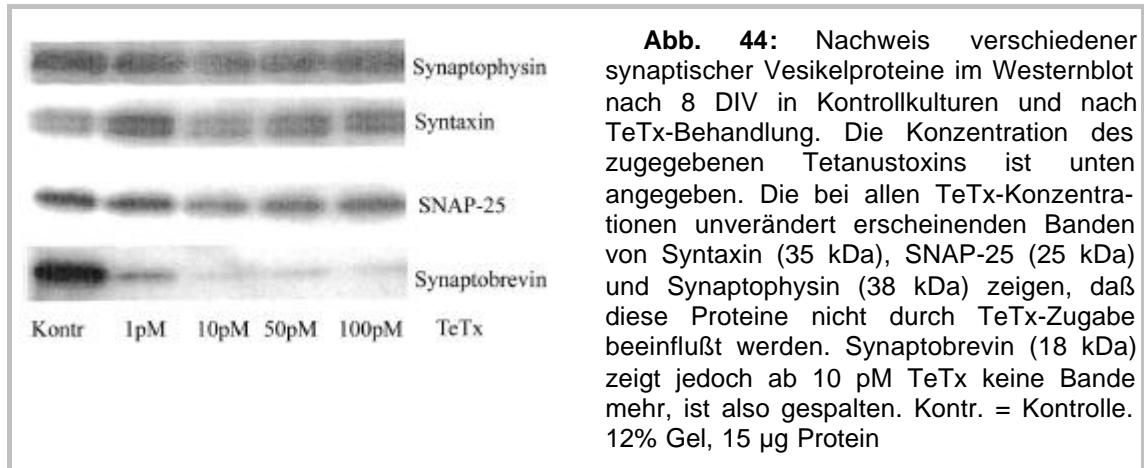 Synaptophysin
Syntaxin
SNAP-25
Synaptobrevin
Kontr 1pM 10pM 50pM 100pM TeTx
Abb. 44: Nachweis verschiedener
synaptischer Vesikelproteine im Westernblot
nach 8 DIV in Kontrollkulturen und nach
TeTx-Behandlung. Die Konzentration des
zugegebenen Tetanustoxins ist unten
angegeben. Die bei allen TeTx-Konzentra-
tionen unverändert erscheinenden Banden
von Syntaxin (35 kDa), SNAP-25 (25 kDa)
und Synaptophysin (38 kDa) zeigen, daß
diese Proteine nicht durch TeTx-Zugabe
beeinflußt werden. Synaptobrevin (18 kDa)
zeigt jedoch ab 10 pM TeTx keine Bande
mehr, ist also gespalten. Kontr. = Kontrolle.
12% Gel, 15 µg Protein